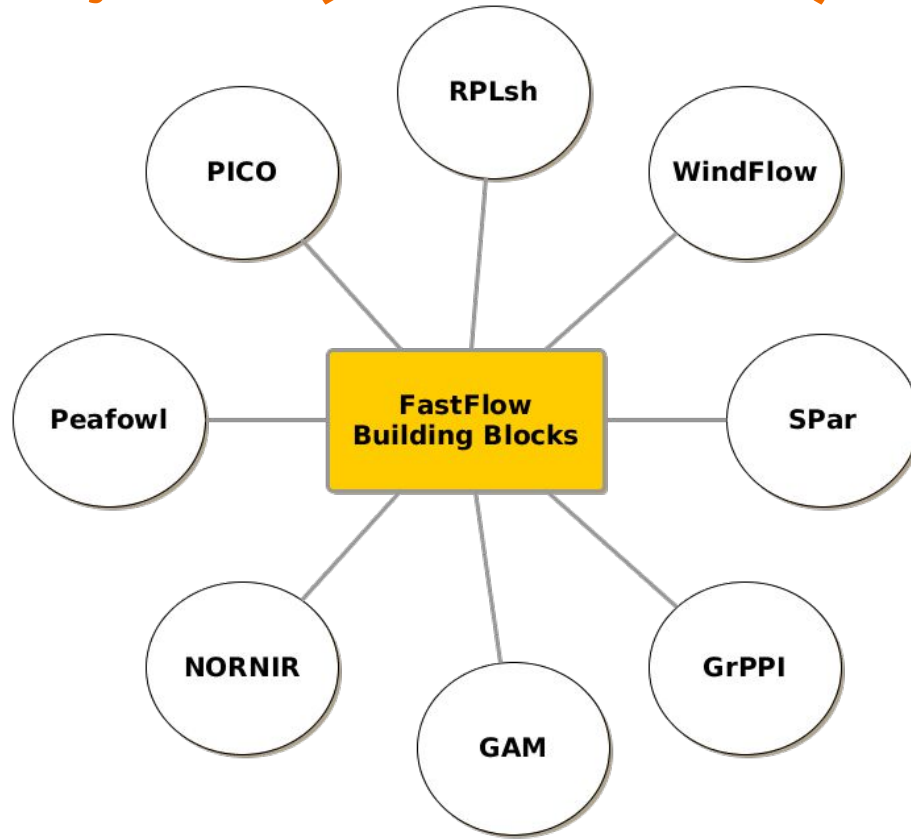 RPLsh
PICO
WindFlow
FastFlow
Building Blocks
Peafowl
SPar
NORNIR
GrPPI
GAM